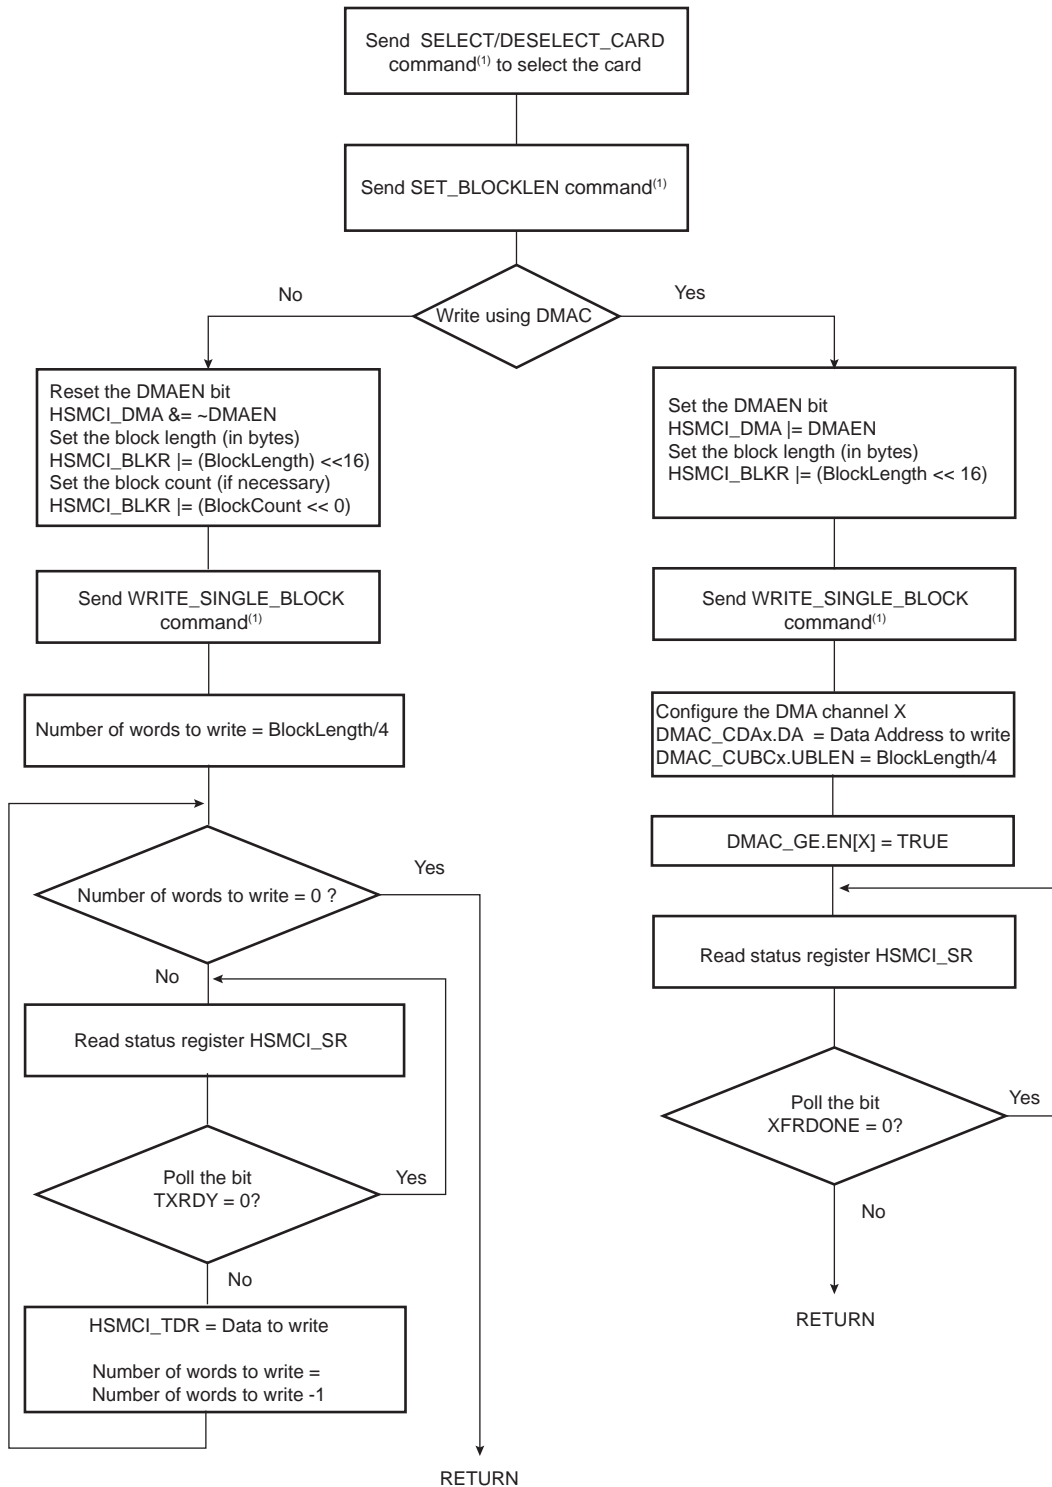 Send SELECT/DESELECT_CARD
command(1) to select the card
Send SET_BLOCKLEN command(1)
No
Yes
Write using DMAC
Reset the DMAEN bit
HSMCI_DMA &= ~DMAEN
Set the block length (in bytes)
HSMCI_BLKR |= (BlockLength) <<16)
Set the block count (if necessary)
HSMCI_BLKR |= (BlockCount << 0)
Send WRITE_SINGLE_BLOCK
command(1)
Number of words to write = BlockLength/4
Number of words to write = 0 ?
Yes
No
Read status register HSMCI_SR
Poll the bit
TXRDY = 0?
Yes
No
HSMCI_TDR = Data to write
Number of words to write =
Number of words to write -1
RETURN
Set the DMAEN bit
HSMCI_DMA |= DMAEN
Set the block length (in bytes)
HSMCI_BLKR |= (BlockLength << 16)
Send WRITE_SINGLE_BLOCK
command(1)
Configure the DMA channel X
DMAC_CDAx.DA = Data Address to write
DMAC_CUBCx.UBLEN = BlockLength/4
DMAC_GE.EN[X] = TRUE
Read status register HSMCI_SR
Poll the bit
XFRDONE = 0?
Yes
No
RETURN